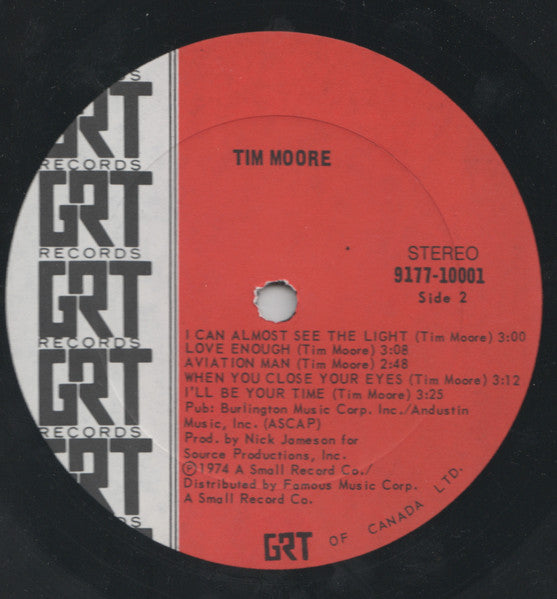 S
GRT
RECORDS
GRT
RECORDS
GRT
RECORDS
GRT
RECORDS
GRT
RECORDS
TIM MOORE
STEREO
9177-10001
Side 2
I CAN ALMOST SEE THE LIGHT (Tim Moore) 3:00
LOVE ENOUGH (Tim Moore) 3:08
AVIATION MAN (Tim Moore) 2:48
WHEN YOU CLOSE YOUR EYES (Tim Moore) 3:12
I'LL BE YOUR TIME (Tim Moore) 3:25
Pub: Burlington Music Corp. Inc./Andustin
Music, Inc. (ASCAP)
Prod. by Nick Jameson for
Source Productions, Inc.
©1974 A Small Record Co./
Distributed by Famous Music Corp.
A Small Record Co.
GRT OF CANADA LTD.